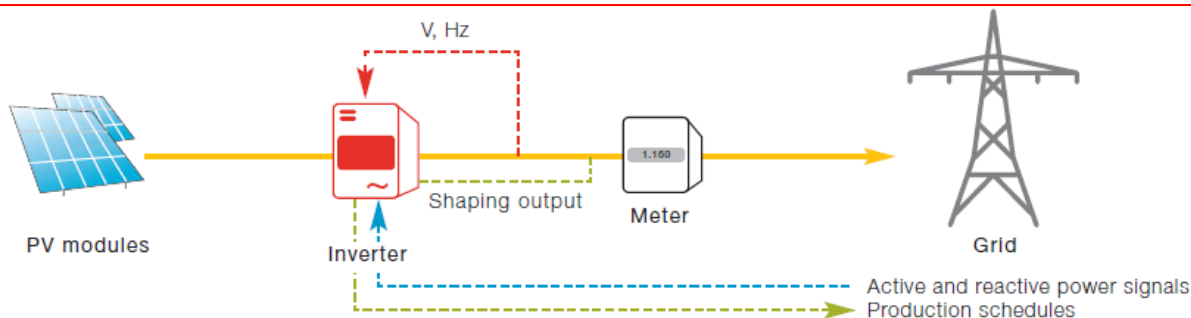 V, Hz
1.160
Shaping output
Meter
PV modules
Inverter
Grid
Active and reactive power signals
Production schedules